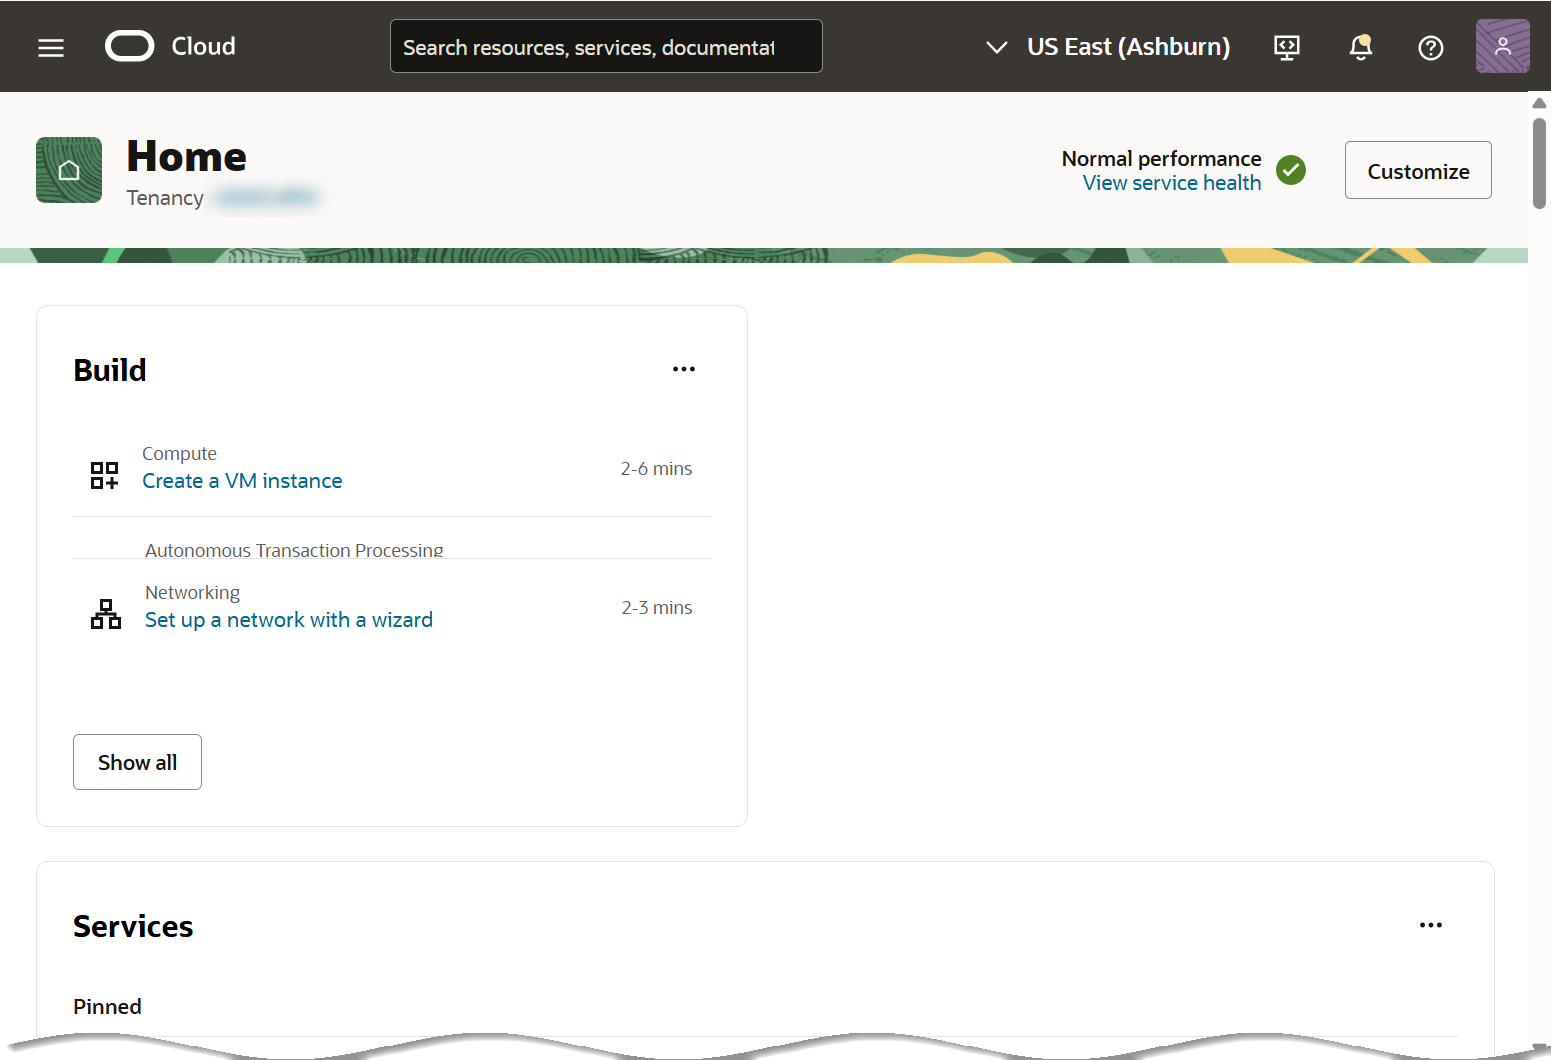 Cloud
Search resources, services, documentat
US East (Ashburn)
Home
Tenancy
Normal performance
View service health
Customize
Build
Compute
Create a VM instance
2-6 mins
Autonomous Transaction Processing
Networking
Set up a network with a wizard
2-3 mins
Show all
Services
Pinned